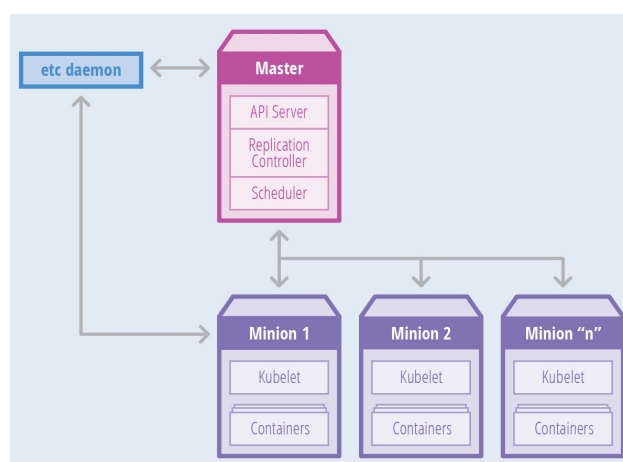 etc daemon
Master
API Server
Replication
Controller
Scheduler
Minion 1
Minion 2
Minion “n”
Kubelet
Kubelet
Kubelet
Containers
Containers
Containers